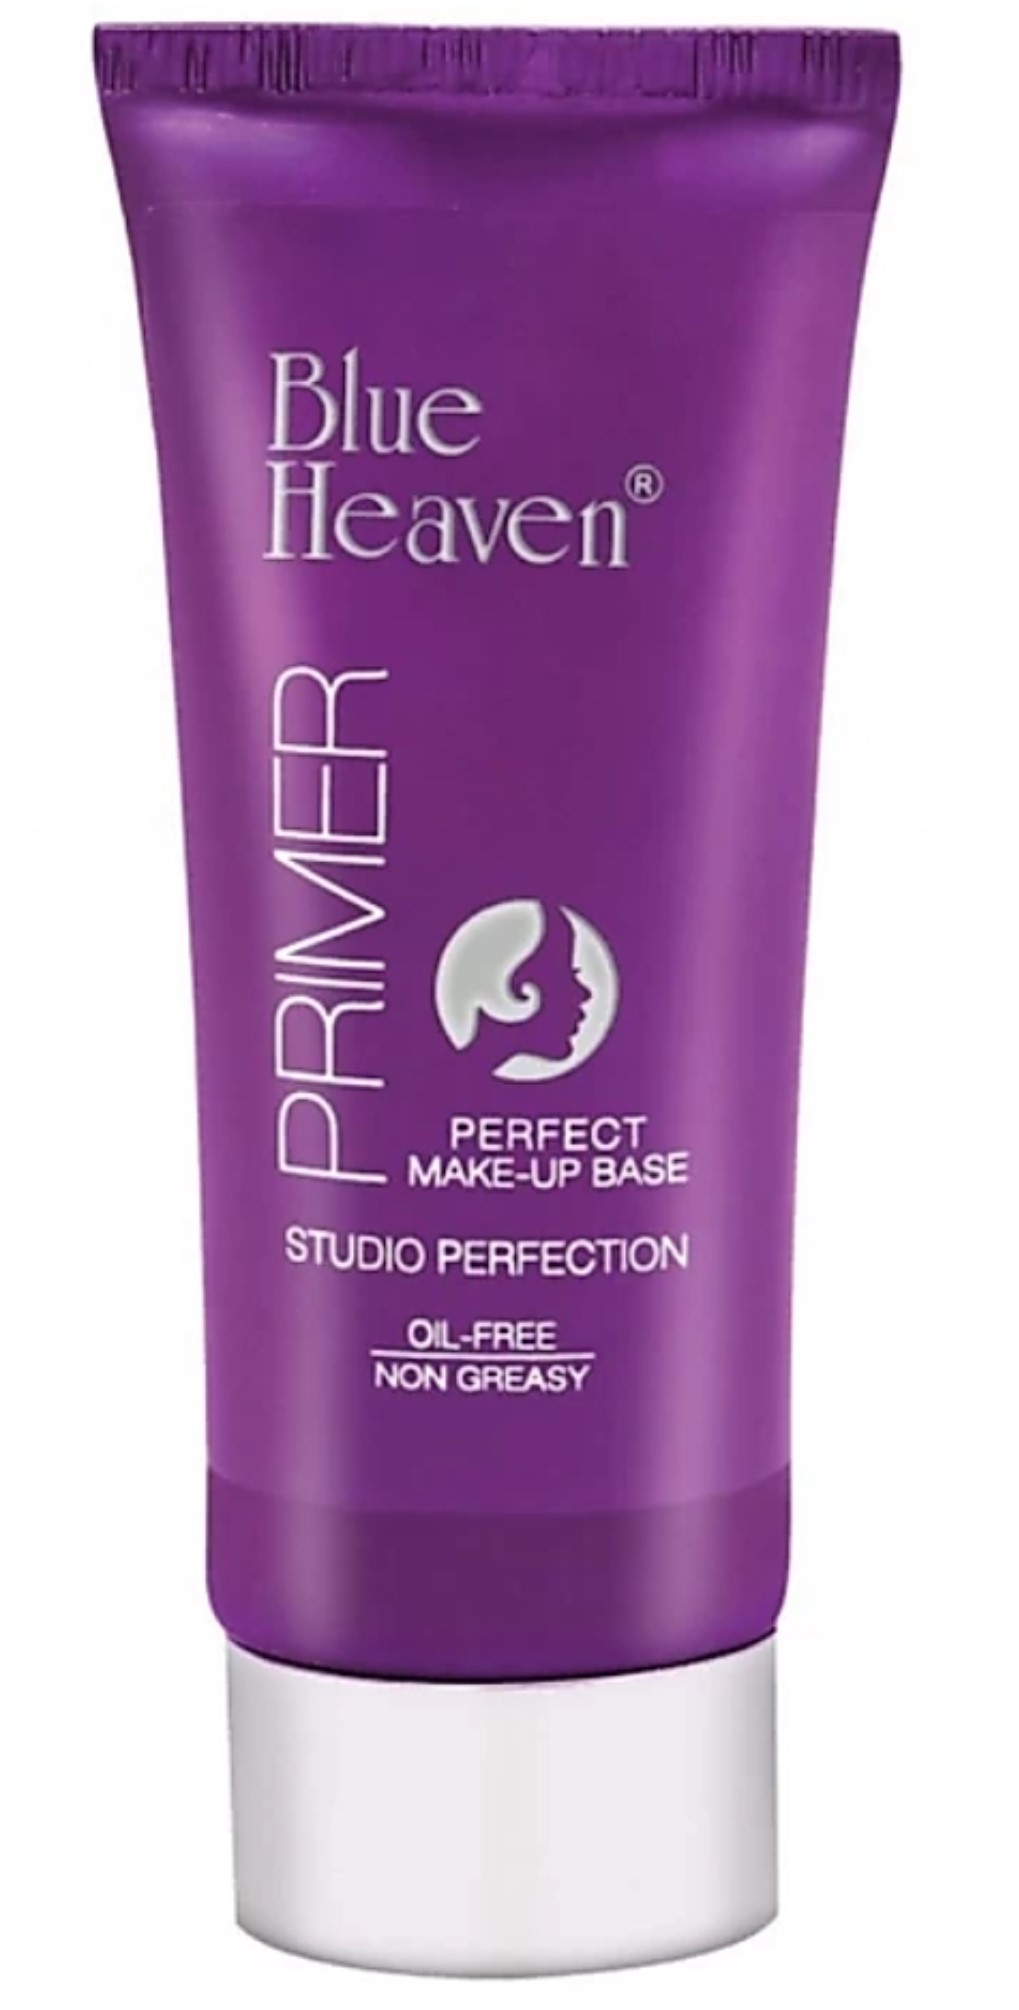 Blue
Heaven®
PRIMER
PERFECT
MAKE-UP BASE
STUDIO PERFECTION
OIL-FREE
NON GREASY